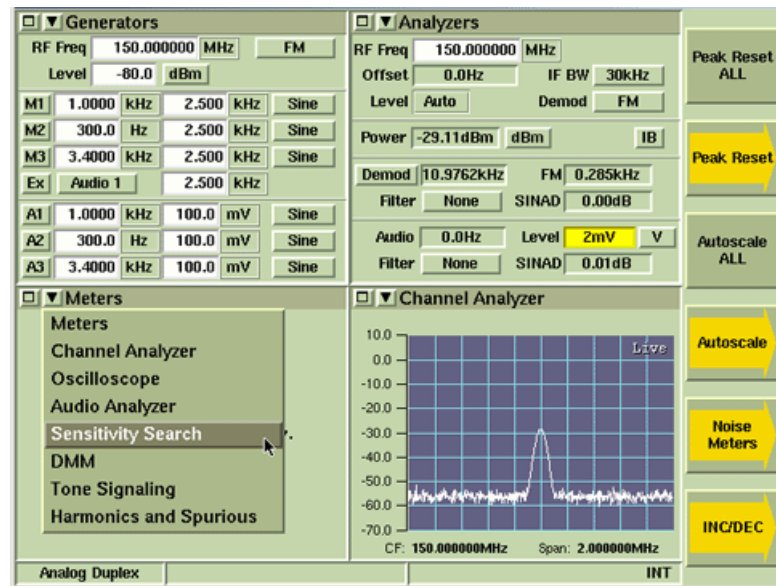 Generators
RF Freq 150.000000 MHz FM
Level -80.0 dBm
M1 1.0000 kHz 2.500 kHz Sine
M2 300.0 Hz 2.500 kHz Sine
M3 3.4000 kHz 2.500 kHz Sine
Ex Audio 1 2.500 kHz
A1 1.0000 kHz 100.0 mV Sine
A2 300.0 Hz 100.0 mV Sine
A3 3.4000 kHz 100.0 mV Sine
Analyzers
RF Freq 150.000000 MHz
Offset 0.0Hz IF BW 30kHz
Level Auto Demod FM
Power -29.11dBm dBm IB
Demod 10.9762kHz FM 0.285kHz
Filter None SINAD 0.00dB
Audio 0.0Hz Level 2mV V
Filter None SINAD 0.01dB
Meters
Meters
Channel Analyzer
Oscilloscope
Audio Analyzer
Sensitivity Search
DMM
Tone Signaling
Harmonics and Spurious
Channel Analyzer
Live
10.0
0.0
-10.0
-20.0
-30.0
-40.0
-50.0
-60.0
-70.0
CF: 150.000000MHz Span: 2.000000MHz
Peak Reset
ALL
Peak Reset
Autoscale
ALL
Autoscale
Noise
Meters
INC/DEC
Analog Duplex INT